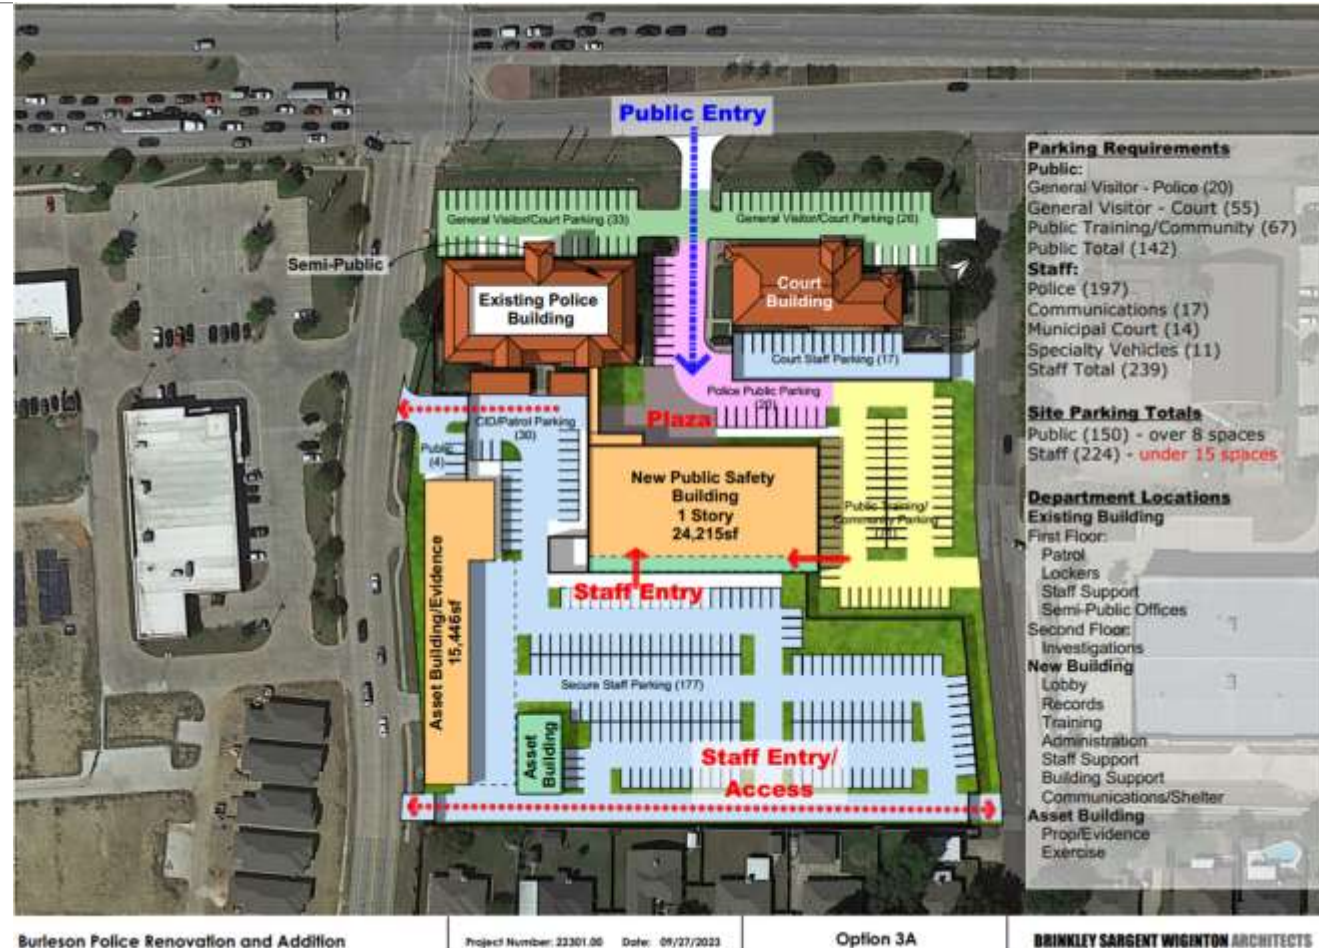 Public Entry
General Visitor/Court Parking (33)
General Visitor/Court Parking (26)
Semi-Public
Existing Police
Building
Court
Building
Court Staff Parking (17)
Police Public Parking
(20)
Plaza
CID/Patrol Parking
(30)
Public
(4)
New Public Safety
Building
1 Story
24,215sf
Public Training/
Community Parking
Staff Entry
Asset Building/Evidence
15,446sf
Secure Staff Parking (177)
Asset
Building
Staff Entry/
Access
Parking Requirements
Public:
General Visitor - Police (20)
General Visitor - Court (55)
Public Training/Community (67)
Public Total (142)
Staff:
Police (197)
Communications (17)
Municipal Court (14)
Specialty Vehicles (11)
Staff Total (239)
Site Parking Totals
Public (150) - over 8 spaces
Staff (224) - under 15 spaces
Department Locations
Existing Building
First Floor:
Patrol
Lockers
Staff Support
Semi-Public Offices
Second Floor:
Investigations
New Building
Lobby
Records
Training
Administration
Staff Support
Building Support
Communications/Shelter
Asset Building
Prop/Evidence
Exercise
Burleson Police Renovation and Addition
Project Number: 23301.00 Date: 09/27/2023
Option 3A
BRINKLEY SARGENT WIGINTON ARCHITECTS